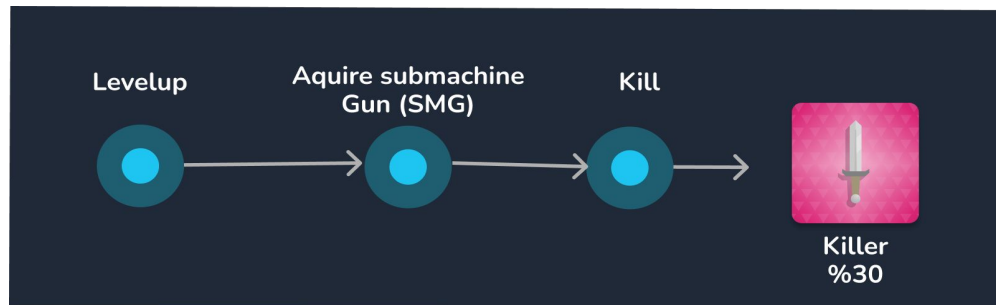 Levelup
Aquire submachine
Gun (SMG)
Kill
Killer
%30